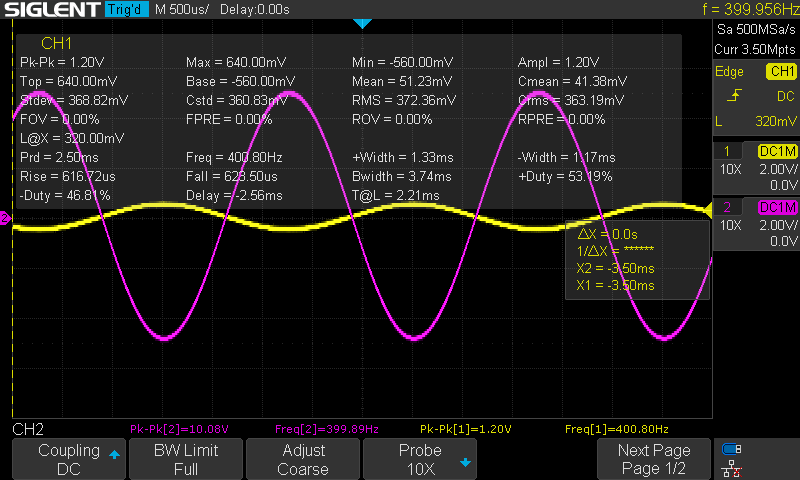 SIGLENT Trig'd M 500us/ Delay:0.00s f = 399.956Hz
Sa 500MSa/s
Curr 3.50Mpts
CH1
Pk-Pk = 1.20V Max = 640.00mV Min = -560.00mV Ampl = 1.20V
Top = 640.00mV Base = -560.00mV Mean = 51.23mV Cmean = 41.38mV
Stdev = 368.82mV Cstd = 360.83mV RMS = 372.36mV Crms = 363.19mV
FOV = 0.00% FPRE = 0.00% ROV = 0.00% RPRE = 0.00%
L@X = 320.00mV
Prd = 2.50ms Freq = 400.80Hz +Width = 1.33ms -Width = 1.17ms
Rise = 616.72us Fall = 623.50us Bwidth = 3.74ms +Duty = 53.19%
-Duty = 46.81% Delay = -2.56ms T@L = 2.21ms
Edge CH1
DC
L 320mV
1 DC1M
10X 2.00V/
0.0V
2 DC1M
10X 2.00V/
0.0V
2
ΔX = 0.0s
1/ΔX = ******
X2 = -3.50ms
X1 = -3.50ms
CH2 Pk-Pk[2]=10.08V Freq[2]=399.89Hz Pk-Pk[1]=1.20V Freq[1]=400.80Hz
Coupling
DC
BW Limit
Full
Adjust
Coarse
Probe
10X
Next Page
Page 1/2